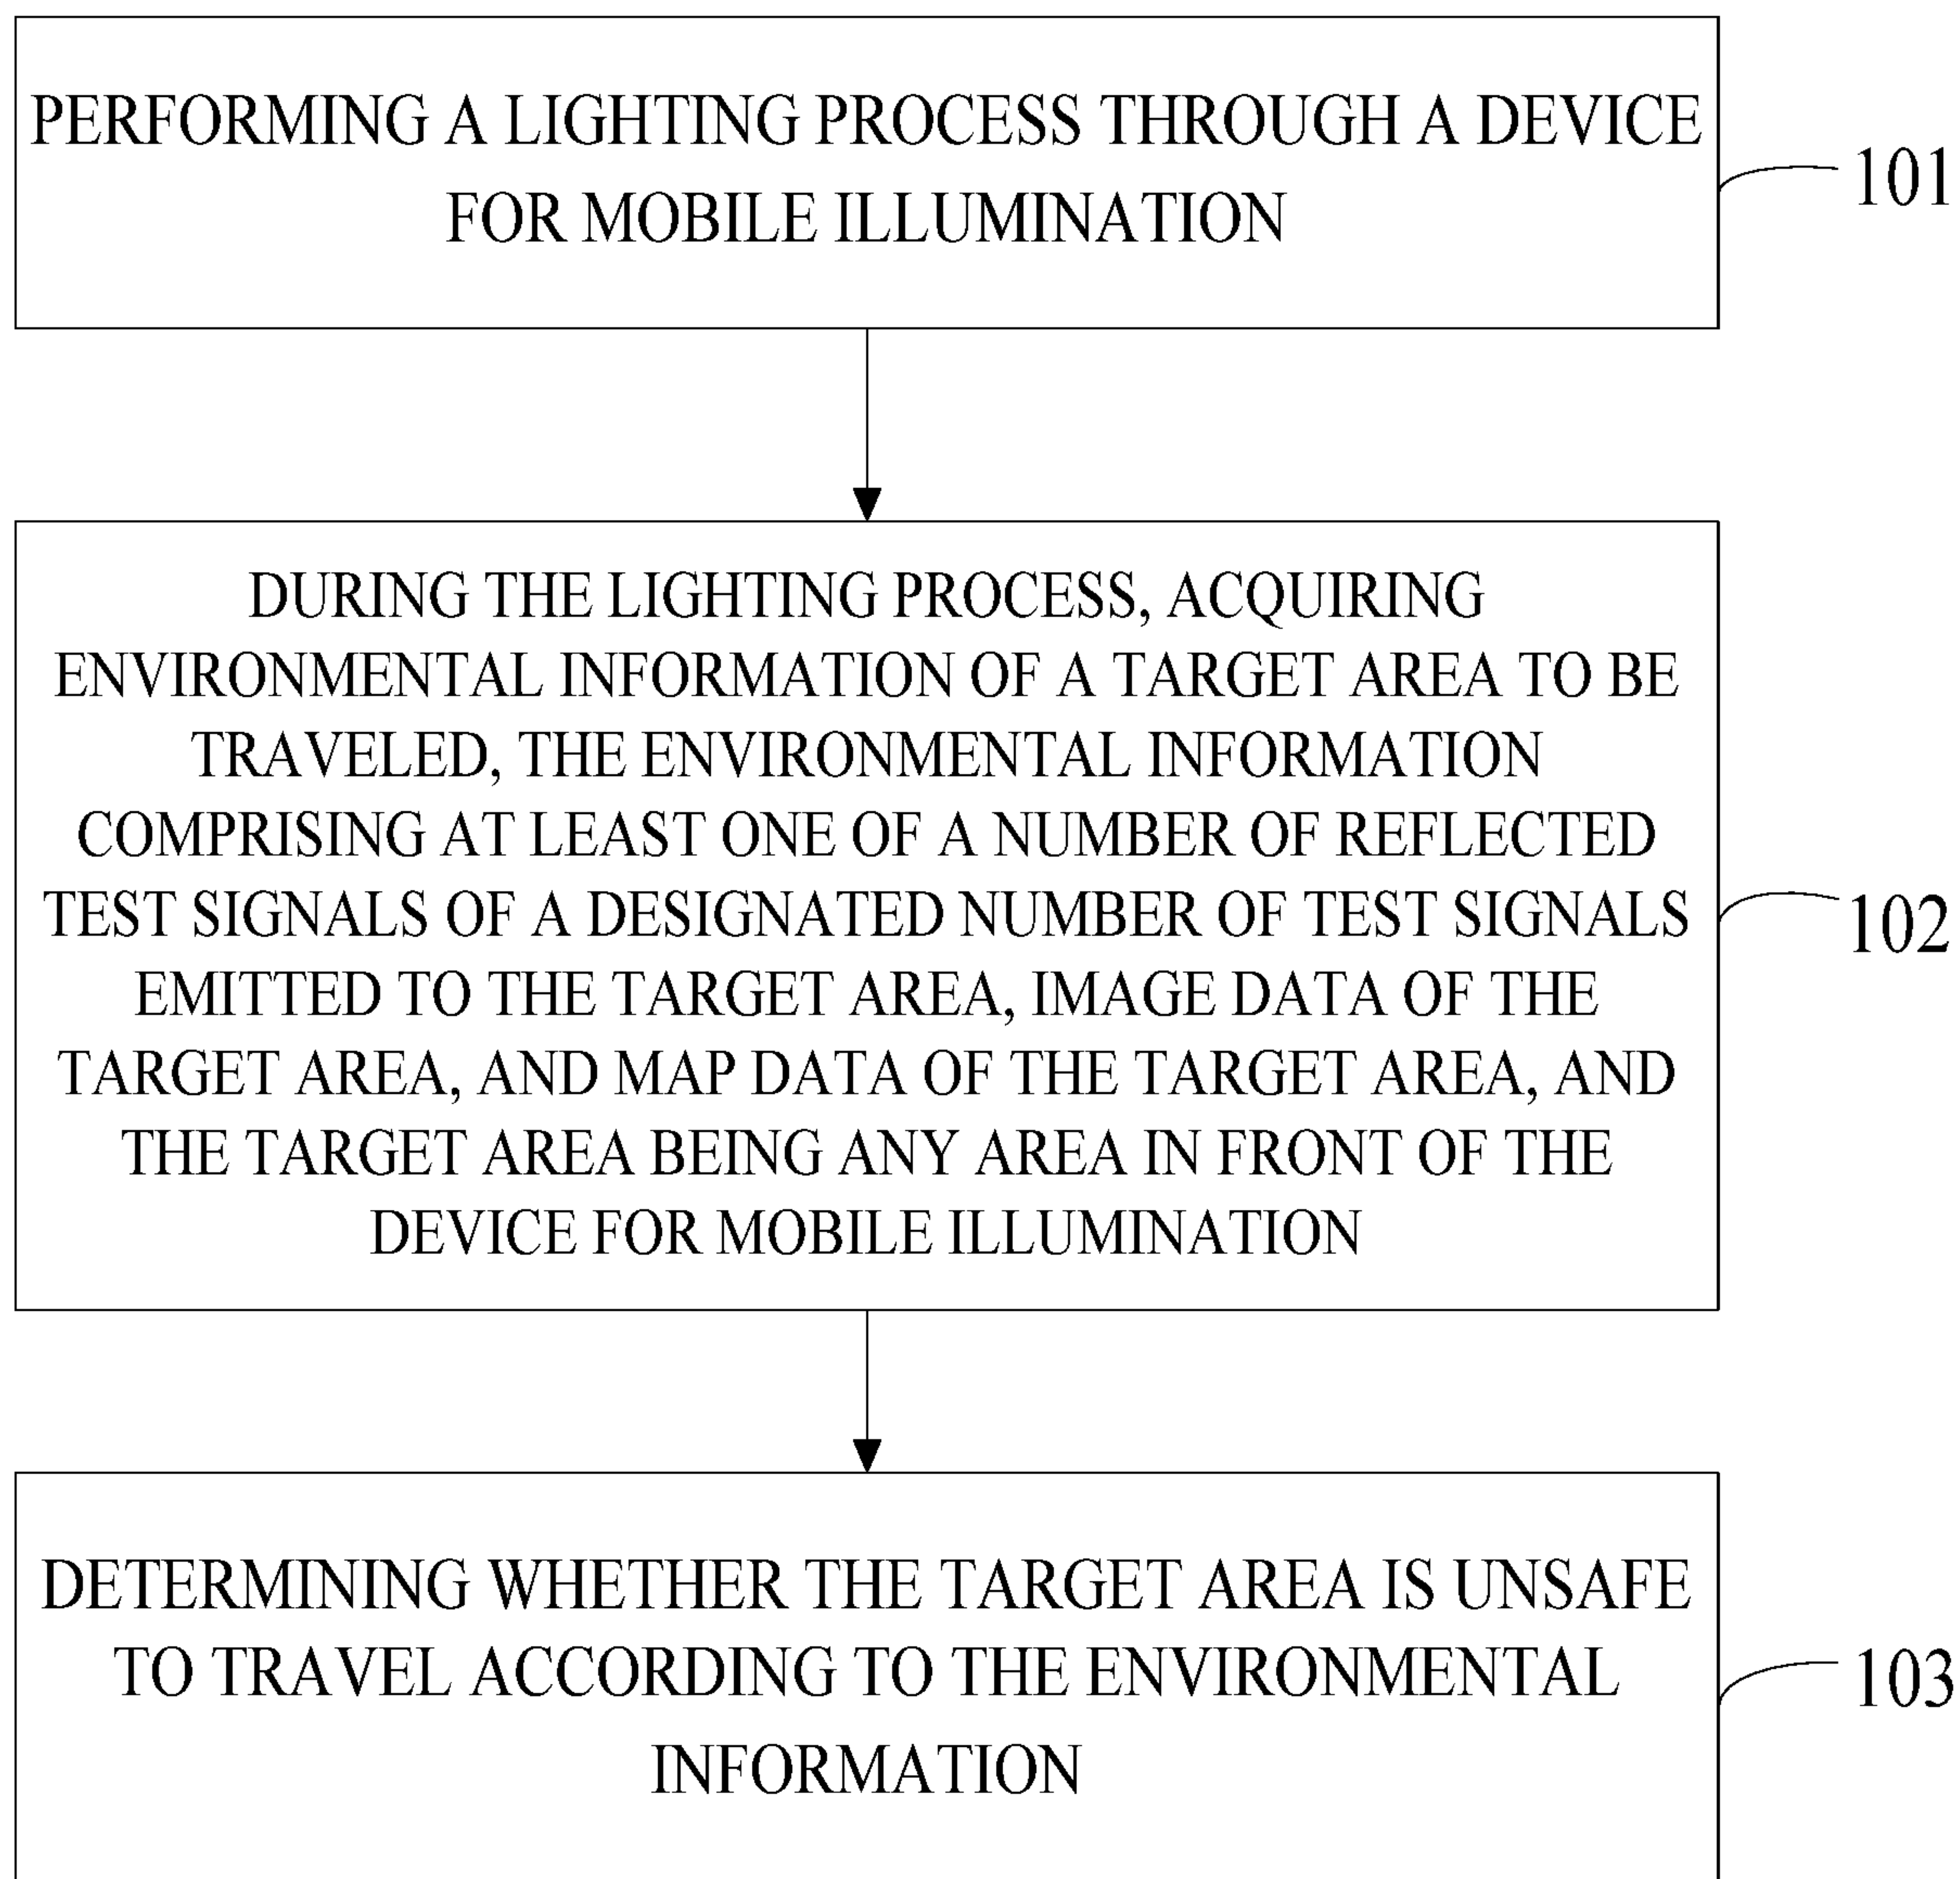 PERFORMING A LIGHTING PROCESS THROUGH A DEVICE
FOR MOBILE ILLUMINATION
101
DURING THE LIGHTING PROCESS, ACQUIRING
ENVIRONMENTAL INFORMATION OF A TARGET AREA TO BE
TRAVELED, THE ENVIRONMENTAL INFORMATION
COMPRISING AT LEAST ONE OF A NUMBER OF REFLECTED
TEST SIGNALS OF A DESIGNATED NUMBER OF TEST SIGNALS
EMITTED TO THE TARGET AREA, IMAGE DATA OF THE
TARGET AREA, AND MAP DATA OF THE TARGET AREA, AND
THE TARGET AREA BEING ANY AREA IN FRONT OF THE
DEVICE FOR MOBILE ILLUMINATION
102
DETERMINING WHETHER THE TARGET AREA IS UNSAFE
TO TRAVEL ACCORDING TO THE ENVIRONMENTAL
INFORMATION
103